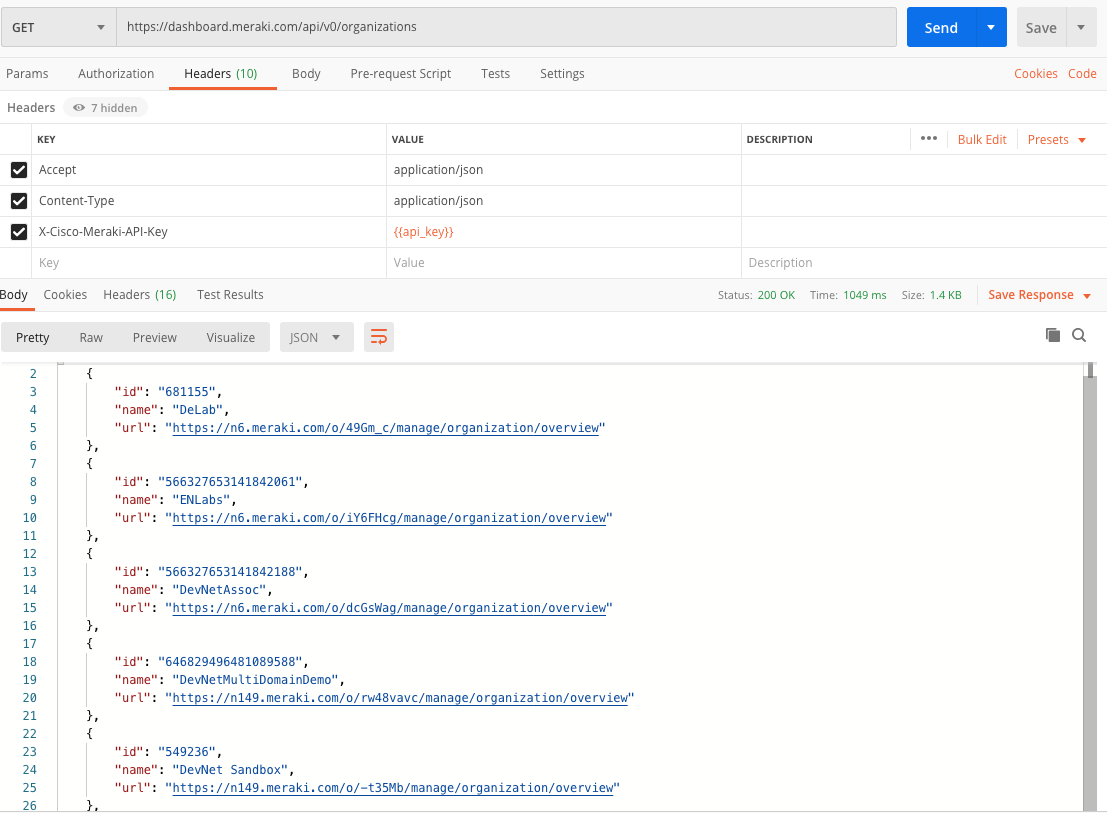 GET https://dashboard.meraki.com/api/v0/organizations Send Save
Params Authorization Headers (10) Body Pre-request Script Tests Settings Cookies Code
Headers 7 hidden
KEY VALUE DESCRIPTION ••• Bulk Edit Presets
Accept application/json
Content-Type application/json
X-Cisco-Meraki-API-Key {{api_key}}
Key Value Description
Body Cookies Headers (16) Test Results Status: 200 OK Time: 1049 ms Size: 1.4 KB Save Response
Pretty Raw Preview Visualize JSON
2 {
3 "id": "681155",
4 "name": "DeLab",
5 "url": "https://n6.meraki.com/o/49Gm_c/manage/organization/overview"
6 },
7 {
8 "id": "566327653141842061",
9 "name": "ENLabs",
10 "url": "https://n6.meraki.com/o/iY6FHcg/manage/organization/overview"
11 },
12 {
13 "id": "566327653141842188",
14 "name": "DevNetAssoc",
15 "url": "https://n6.meraki.com/o/dcGsWag/manage/organization/overview"
16 },
17 {
18 "id": "646829496481089588",
19 "name": "DevNetMultiDomainDemo",
20 "url": "https://n149.meraki.com/o/rw48vavc/manage/organization/overview"
21 },
22 {
23 "id": "549236",
24 "name": "DevNet Sandbox",
25 "url": "https://n149.meraki.com/o/-t35Mb/manage/organization/overview"
26 },